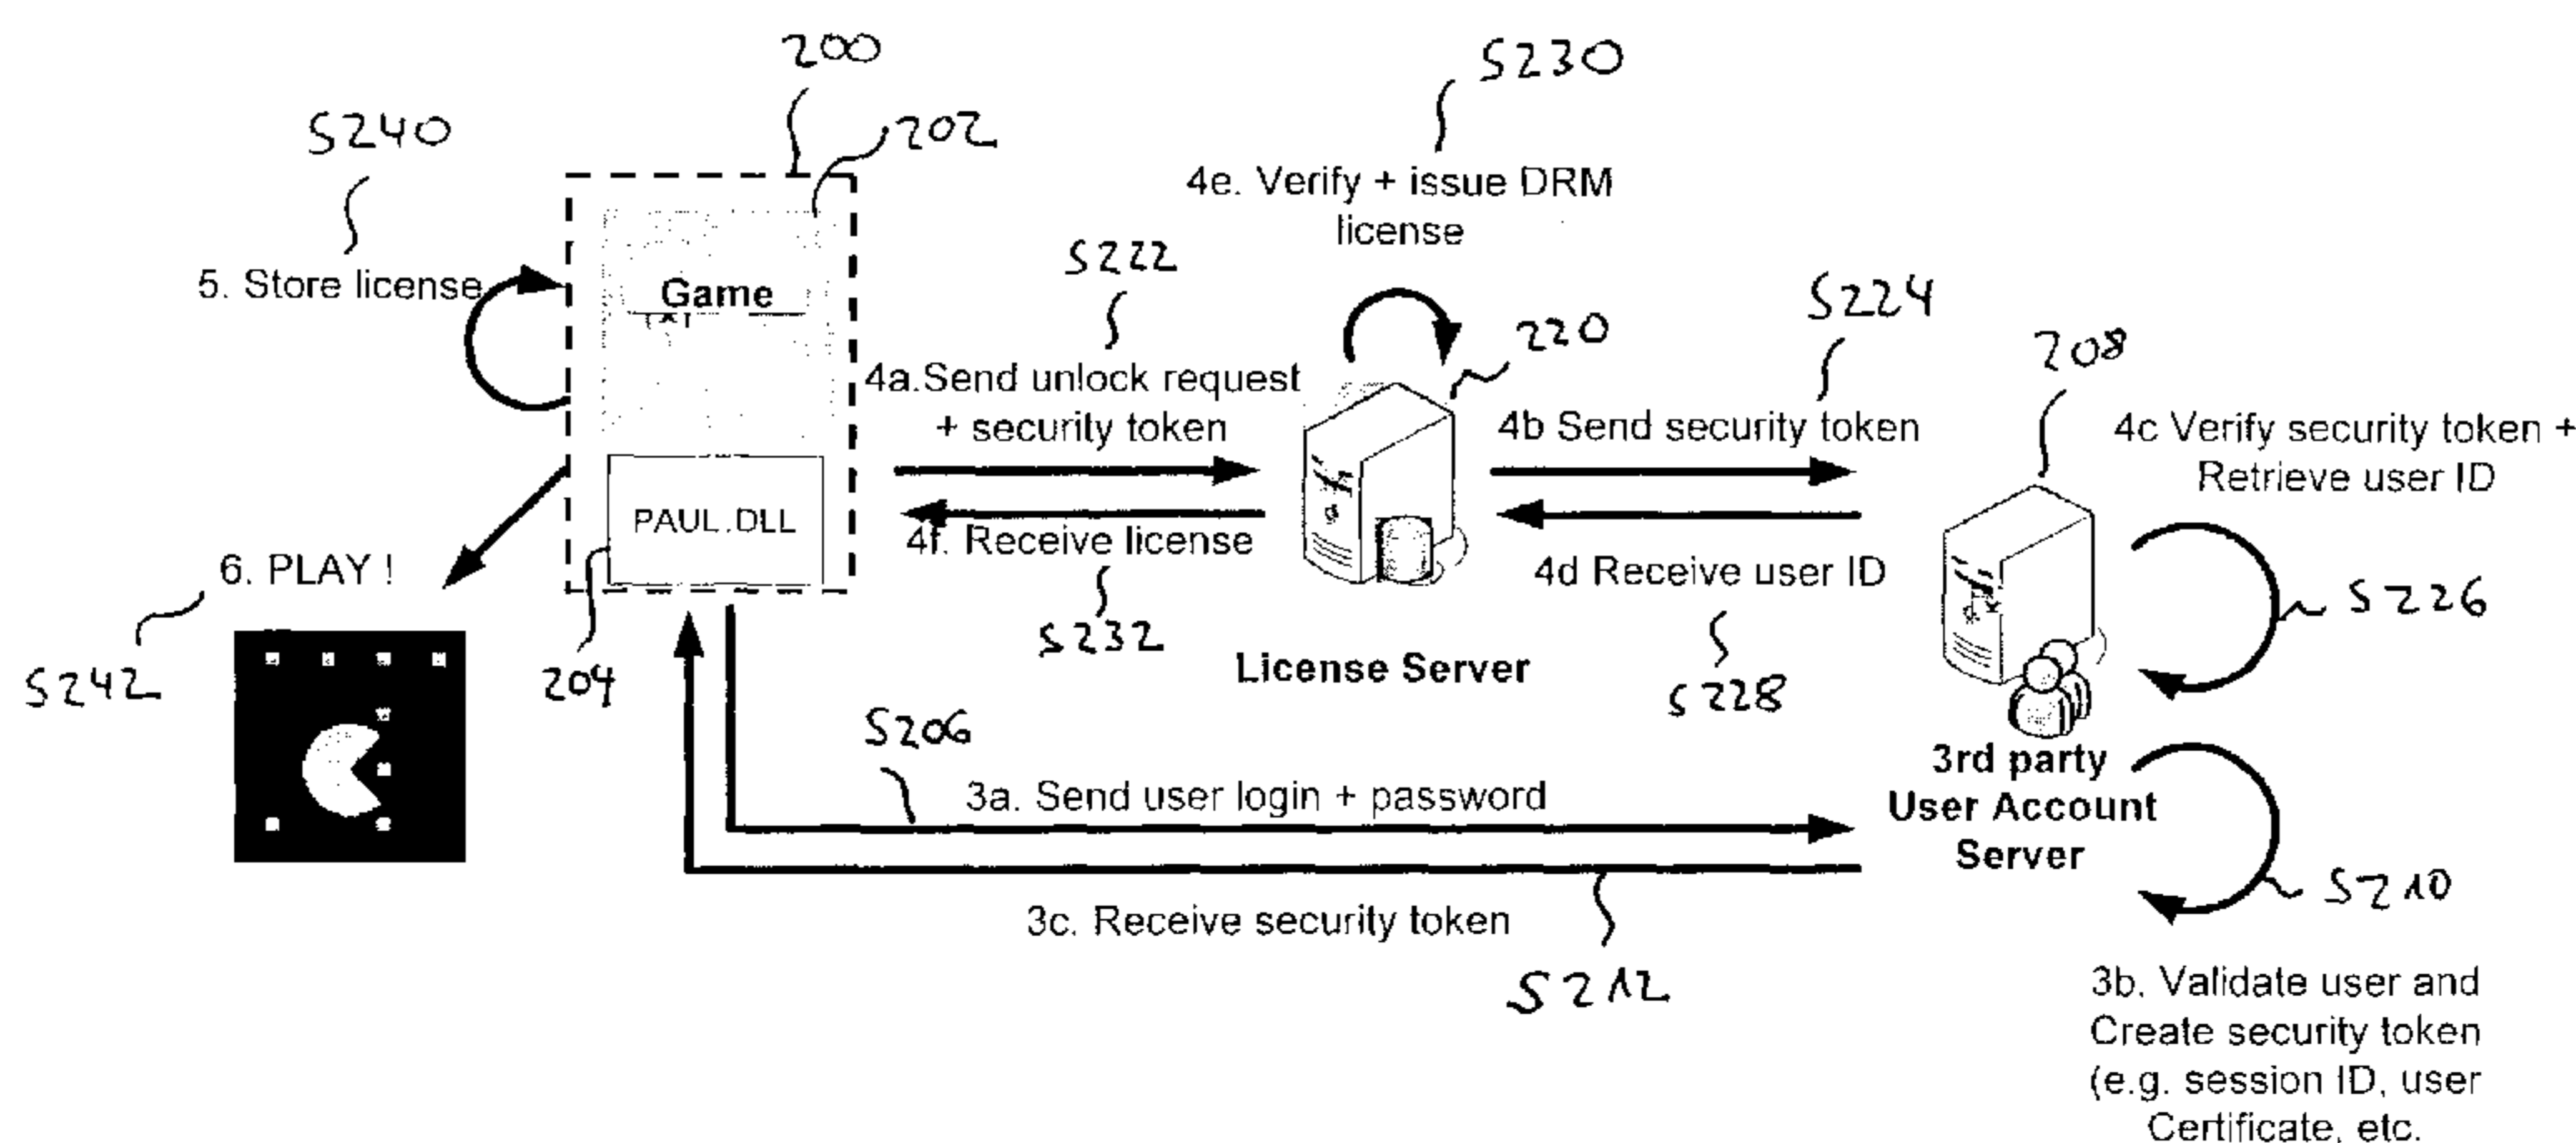 200
S230
S240
202
4e. Verify + issue DRM
license
S222
5. Store license
Game
S224
220
208
4a.Send unlock request
+ security token
4b Send security token
4c Verify security token +
Retrieve user ID
PAUL.DLL
4f. Receive license
4d Receive user ID
6. PLAY !
S226
S232
License Server
S242
204
S228
S206
3rd party
User Account
Server
3a. Send user login + password
S210
3c. Receive security token
S212
3b. Validate user and
Create security token
(e.g. session ID, user
Certificate, etc.